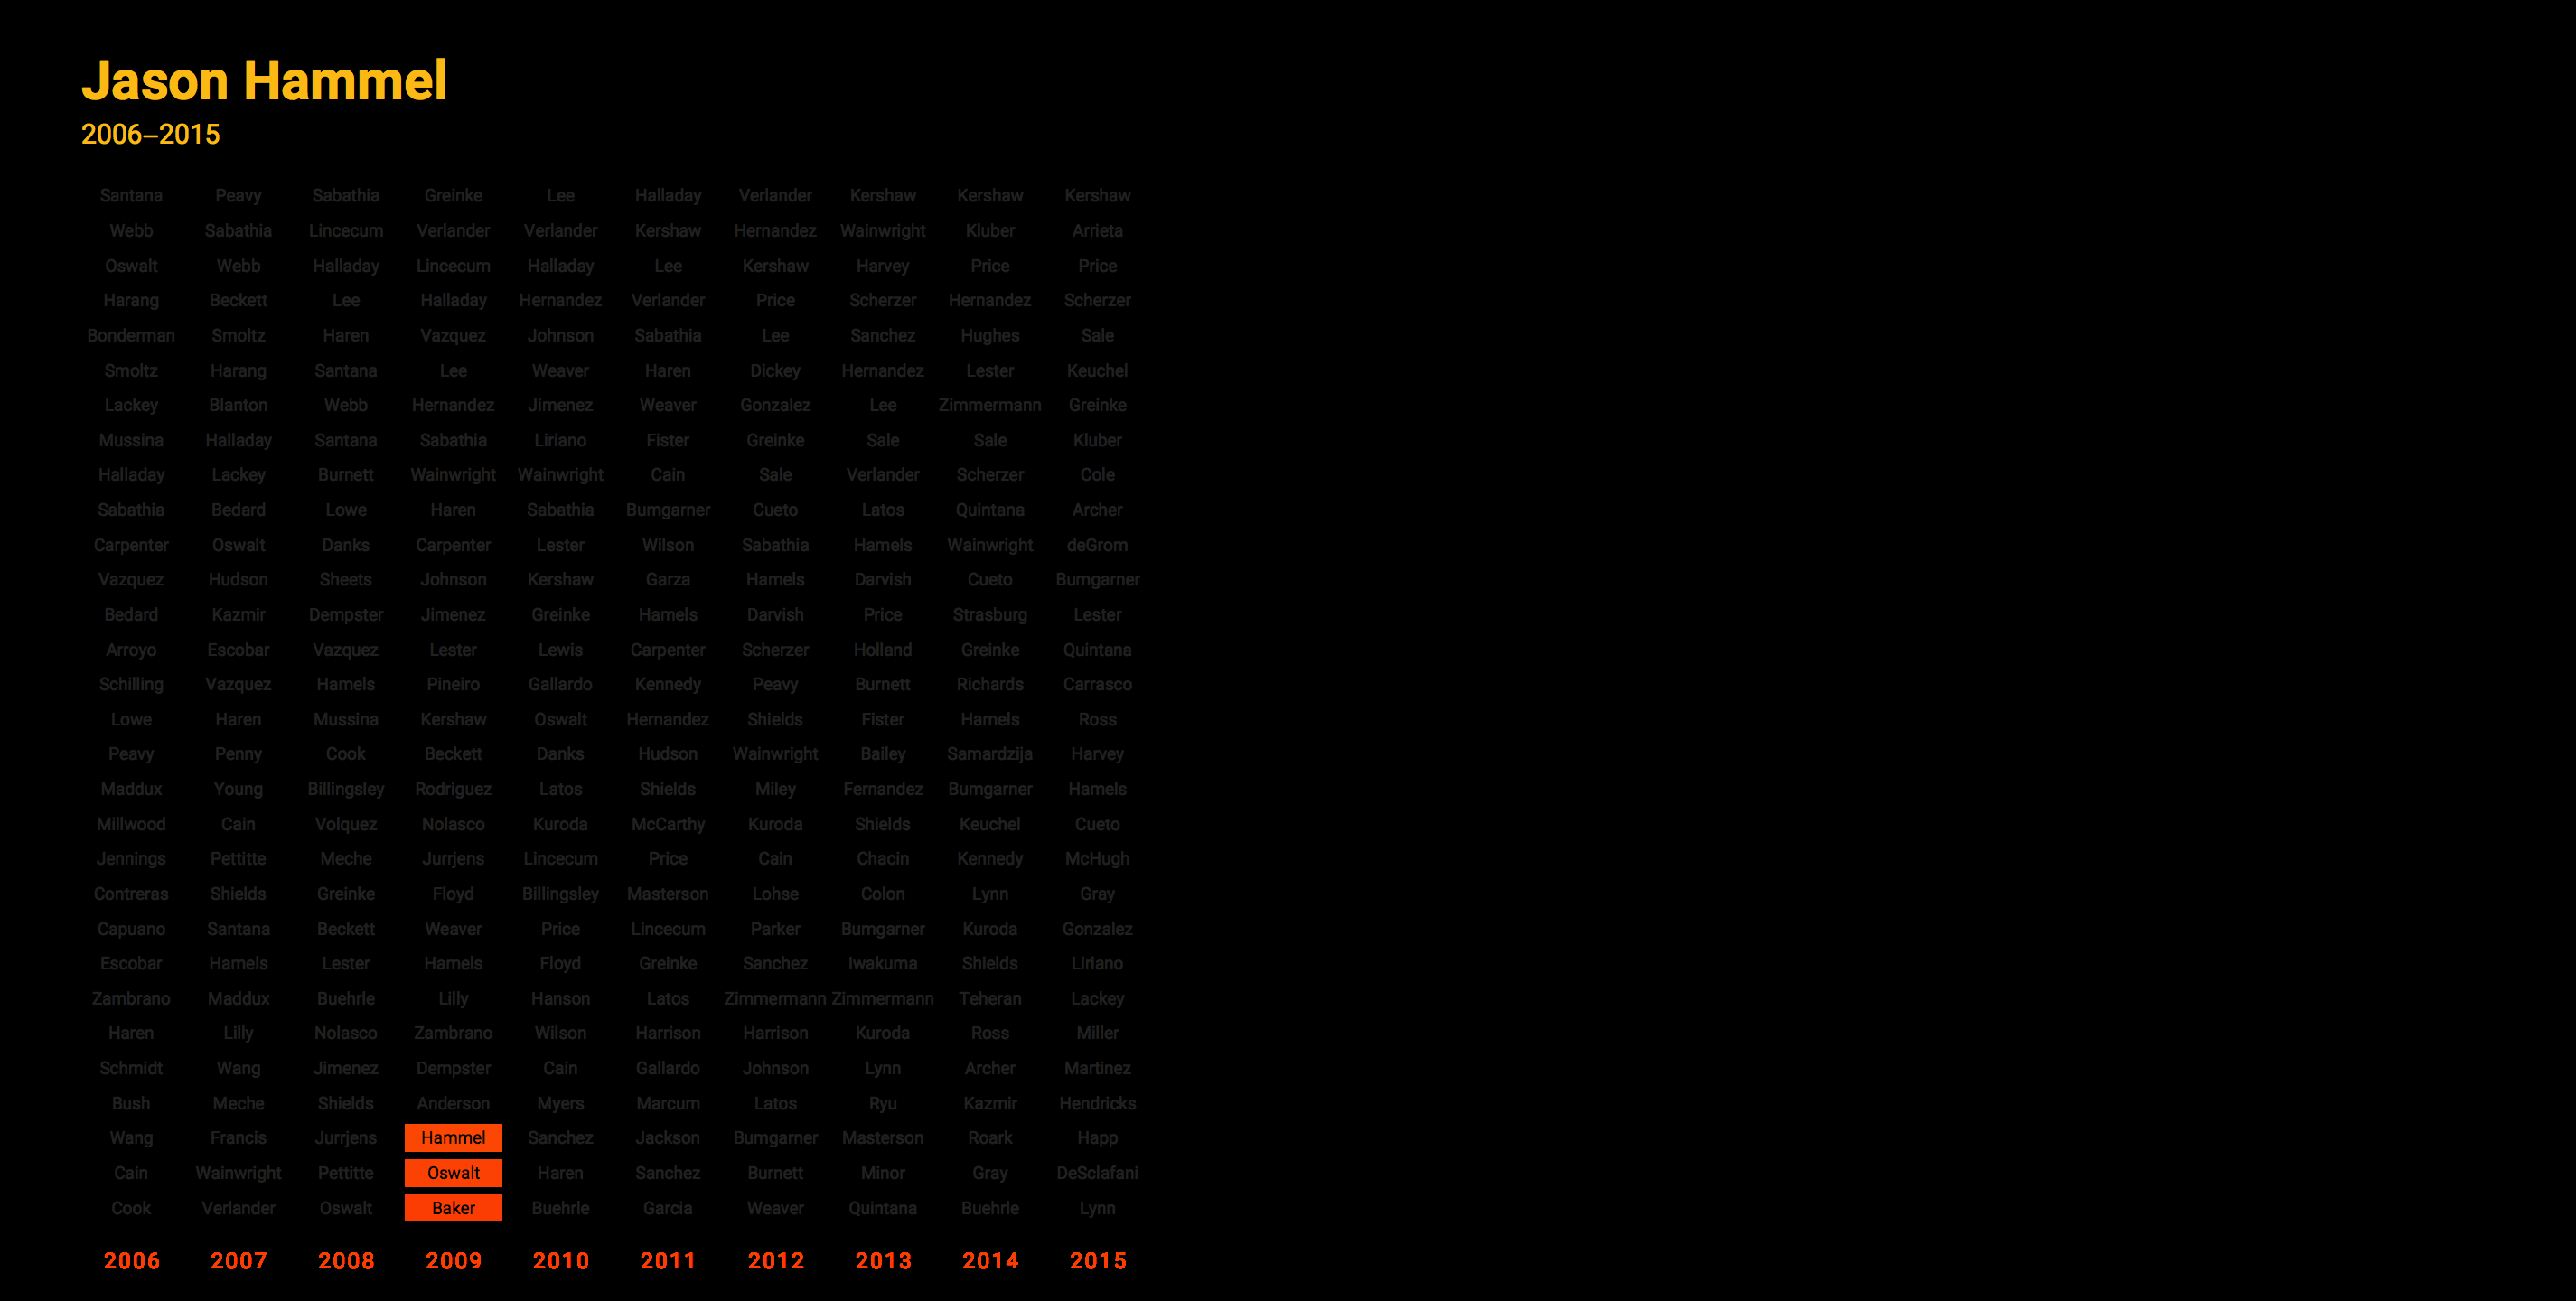 Jason Hammel
2006–2015
Santana Peavy Sabathia Greinke Lee Halladay Verlander Kershaw Kershaw Kershaw
Webb Sabathia Lincecum Verlander Verlander Kershaw Hernandez Wainwright Kluber Arrieta
Oswalt Webb Halladay Lincecum Halladay Lee Kershaw Harvey Price Price
Harang Beckett Lee Halladay Hernandez Verlander Price Scherzer Hernandez Scherzer
Bonderman Smoltz Haren Vazquez Johnson Sabathia Lee Sanchez Hughes Sale
Smoltz Harang Santana Lee Weaver Haren Dickey Hernandez Lester Keuchel
Lackey Blanton Webb Hernandez Jimenez Weaver Gonzalez Lee Zimmermann Greinke
Mussina Halladay Santana Sabathia Liriano Fister Greinke Sale Sale Kluber
Halladay Lackey Burnett Wainwright Wainwright Cain Sale Verlander Scherzer Cole
Sabathia Bedard Lowe Haren Sabathia Bumgarner Cueto Latos Quintana Archer
Carpenter Oswalt Danks Carpenter Lester Wilson Sabathia Hamels Wainwright deGrom
Vazquez Hudson Sheets Johnson Kershaw Garza Hamels Darvish Cueto Bumgarner
Bedard Kazmir Dempster Jimenez Greinke Hamels Darvish Price Strasburg Lester
Arroyo Escobar Vazquez Lester Lewis Carpenter Scherzer Holland Greinke Quintana
Schilling Vazquez Hamels Pineiro Gallardo Kennedy Peavy Burnett Richards Carrasco
Lowe Haren Mussina Kershaw Oswalt Hernandez Shields Fister Hamels Ross
Peavy Penny Cook Beckett Danks Hudson Wainwright Bailey Samardzija Harvey
Maddux Young Billingsley Rodriguez Latos Shields Miley Fernandez Bumgarner Hamels
Millwood Cain Volquez Nolasco Kuroda McCarthy Kuroda Shields Keuchel Cueto
Jennings Pettitte Meche Jurrjens Lincecum Price Cain Chacin Kennedy McHugh
Contreras Shields Greinke Floyd Billingsley Masterson Lohse Colon Lynn Gray
Capuano Santana Beckett Weaver Price Lincecum Parker Bumgarner Kuroda Gonzalez
Escobar Hamels Lester Hamels Floyd Greinke Sanchez Iwakuma Shields Liriano
Zambrano Maddux Buehrle Lilly Hanson Latos Zimmermann Zimmermann Teheran Lackey
Haren Lilly Nolasco Zambrano Wilson Harrison Harrison Kuroda Ross Miller
Schmidt Wang Jimenez Dempster Cain Gallardo Johnson Lynn Archer Martinez
Bush Meche Shields Anderson Myers Marcum Latos Ryu Kazmir Hendricks
Wang Francis Jurrjens Hammel Sanchez Jackson Bumgarner Masterson Roark Happ
Cain Wainwright Pettitte Oswalt Haren Sanchez Burnett Minor Gray DeSclafani
Cook Verlander Oswalt Baker Buehrle Garcia Weaver Quintana Buehrle Lynn
2006 2007 2008 2009 2010 2011 2012 2013 2014 2015